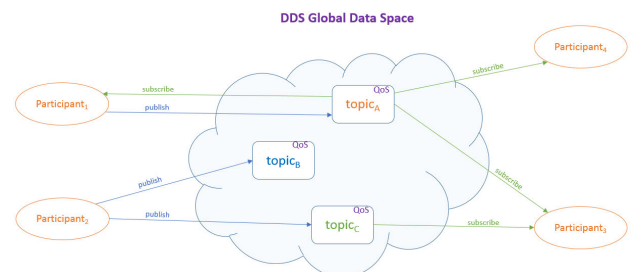 DDS Global Data Space
Participant4
subscribe
subscribe
QoS
Participant1
publish
topicA
QoS
topicB
subscribe
publish
QoS
Participant2
publish
topicC
subscribe
Participant3